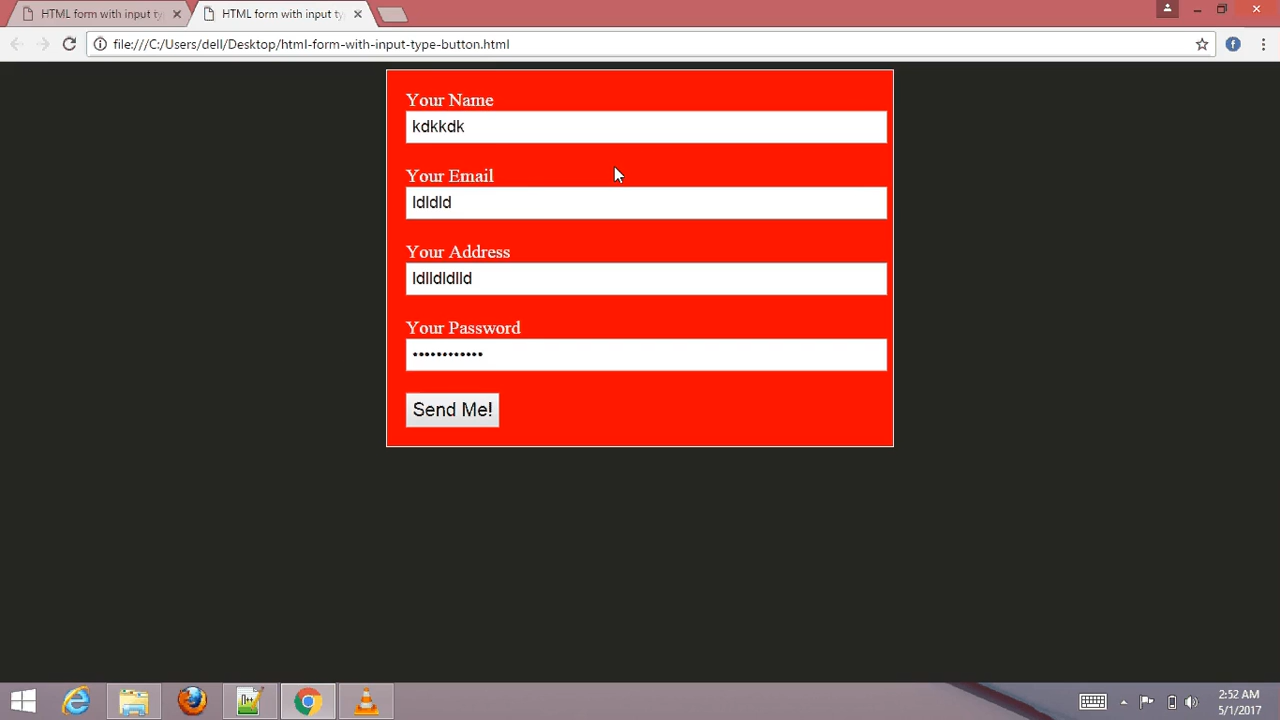 HTML form with input ty
HTML form with input ty
file:///C:/Users/dell/Desktop/html-form-with-input-type-button.html
Your Name
kdkkdk
Your Email
ldldld
Your Address
ldlldldlld
Your Password
••••••••••••
Send Me!
2:52 AM
5/1/2017